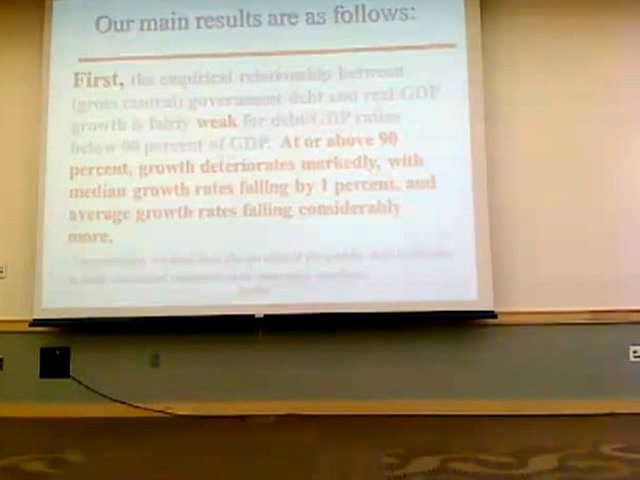 Our main results are as follows:
First, the empirical relationship between
(gross central) government debt and real GDP
growth is fairly weak for debt/GDP ratios
below 90 percent of GDP. At or above 90
percent, growth deteriorates markedly, with
median growth rates falling by 1 percent, and
average growth rates falling considerably
more.